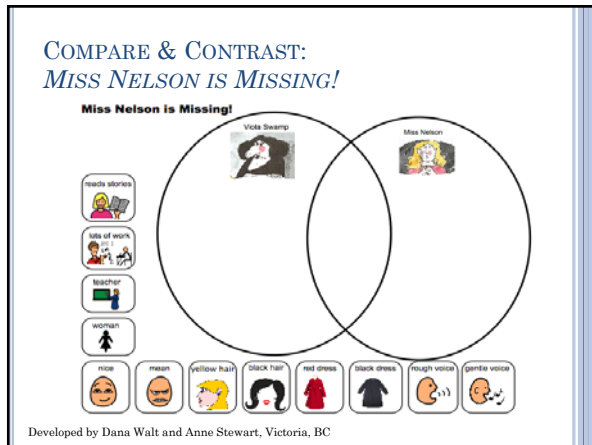 COMPARE & CONTRAST:
MISS NELSON IS MISSING!
Miss Nelson is Missing!
Viola Swamp
Miss Nelson
reads stories
lots of work
teacher
woman
nice
mean
yellow hair
black hair
red dress
black dress
rough voice
gentle voice
Developed by Dana Walt and Anne Stewart, Victoria, BC